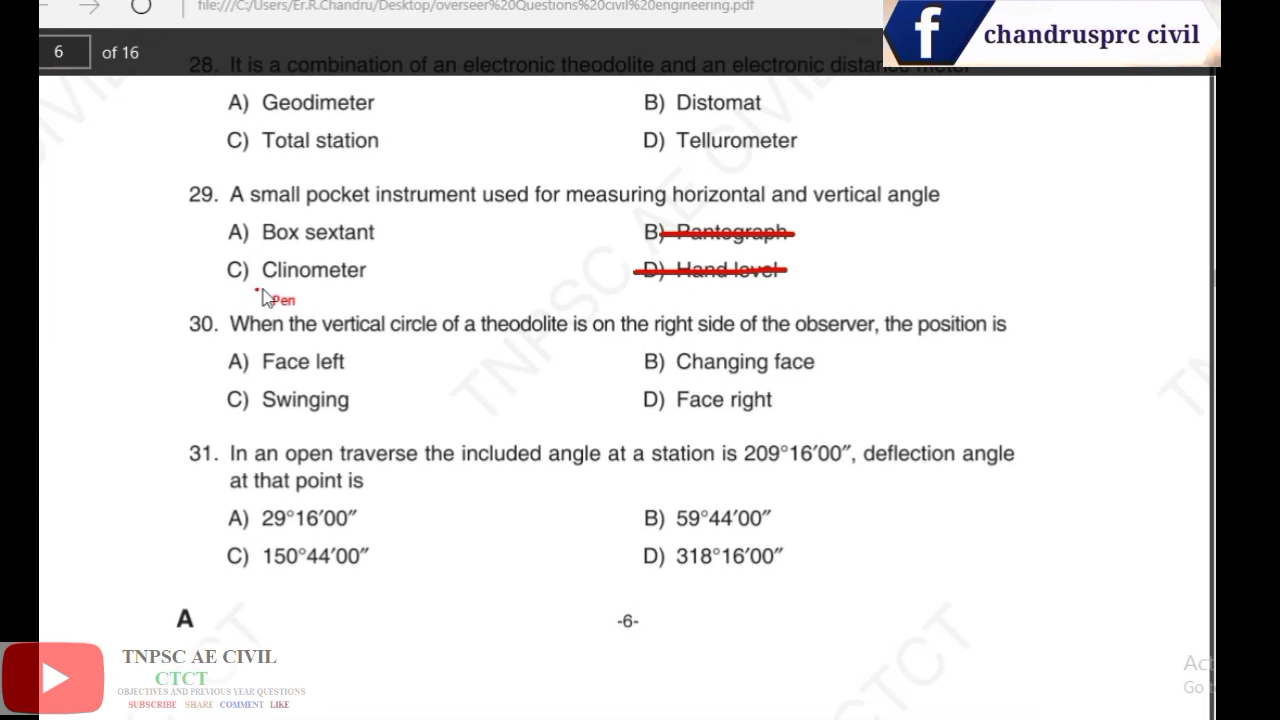 file:///C:/Users/Er.R.Chandru/Desktop/overseer%20Questions%20civil%20engineering.pdf
f chandrusprc civil
6 of 16
28. It is a combination of an electronic theodolite and an electronic distance meter
A) Geodimeter B) Distomat
C) Total station D) Tellurometer
29. A small pocket instrument used for measuring horizontal and vertical angle
A) Box sextant B) Pantograph
C) Clinometer D) Hand level
Pen
30. When the vertical circle of a theodolite is on the right side of the observer, the position is
A) Face left B) Changing face
C) Swinging D) Face right
31. In an open traverse the included angle at a station is 209°16′00″, deflection angle
at that point is
A) 29°16′00″ B) 59°44′00″
C) 150°44′00″ D) 318°16′00″
A -6-
TNPSC AE CIVIL
CTCT
OBJECTIVES AND PREVIOUS YEAR QUESTIONS
SUBSCRIBE SHARE COMMENT LIKE
Act
Go t
TNPSC AE CIVIL
CTCT